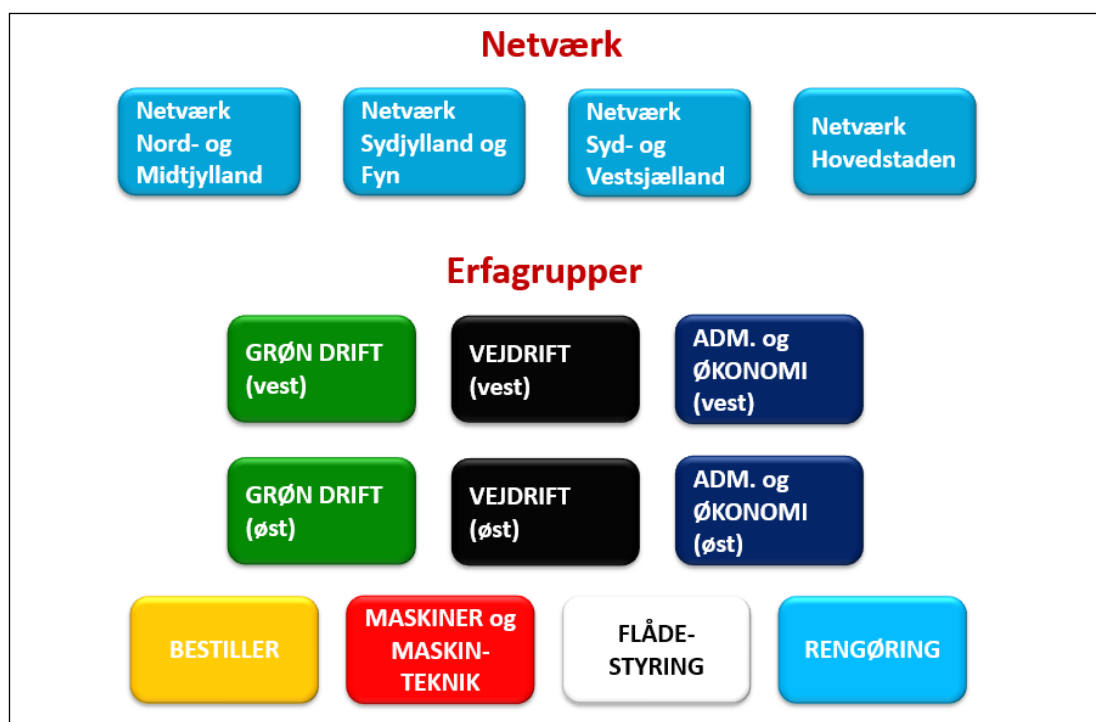 Netværk
Netværk
Nord- og
Midtjylland
Netværk
Sydjylland og
Fyn
Netværk
Syd- og
Vestsjælland
Netværk
Hovedstaden
Erfagrupper
GRØN DRIFT
(vest)
VEJDRIFT
(vest)
ADM. og
ØKONOMI
(vest)
GRØN DRIFT
(øst)
VEJDRIFT
(øst)
ADM. og
ØKONOMI
(øst)
BESTILLER
MASKINER og
MASKIN-
TEKNIK
FLÅDE-
STYRING
RENGØRING